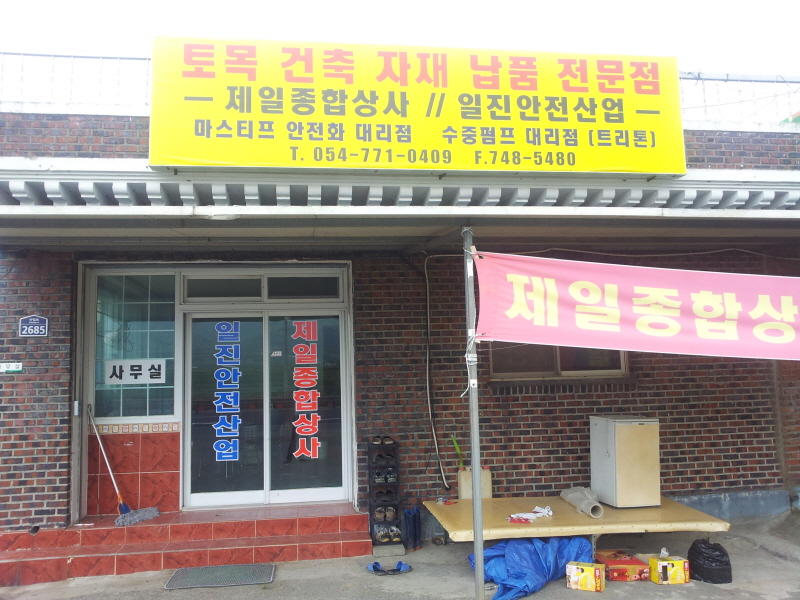 토목 건축 자재 납품 전문점
— 제일종합상사 // 일진안전산업 —
마스티프 안전화 대리점 수중펌프 대리점 (트리톤)
T. 054-771-0409 F. 748-5480
제일종합상
2685
사무실
일진안전산업
제일종합상사